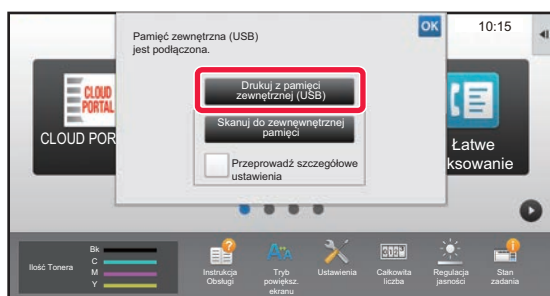 OK
10:15
Pamięć zewnętrzna (USB)
jest podłączona.
Drukuj z pamięci
zewnętrznej (USB)
Skanuj do zewnęwnętrznej
pamięci
Przeprowadź szczegółowe
ustawienia
CLOUD
PORTAL
CLOUD POR
Łatwe
ksowanie
Ilość Tonera
Bk
C
M
Y
Instrukcja
Obsługi
Tryb
powiększ.
ekranu
Ustawienia
Całkowita
liczba
Regulacja
jasności
Stan
zadania